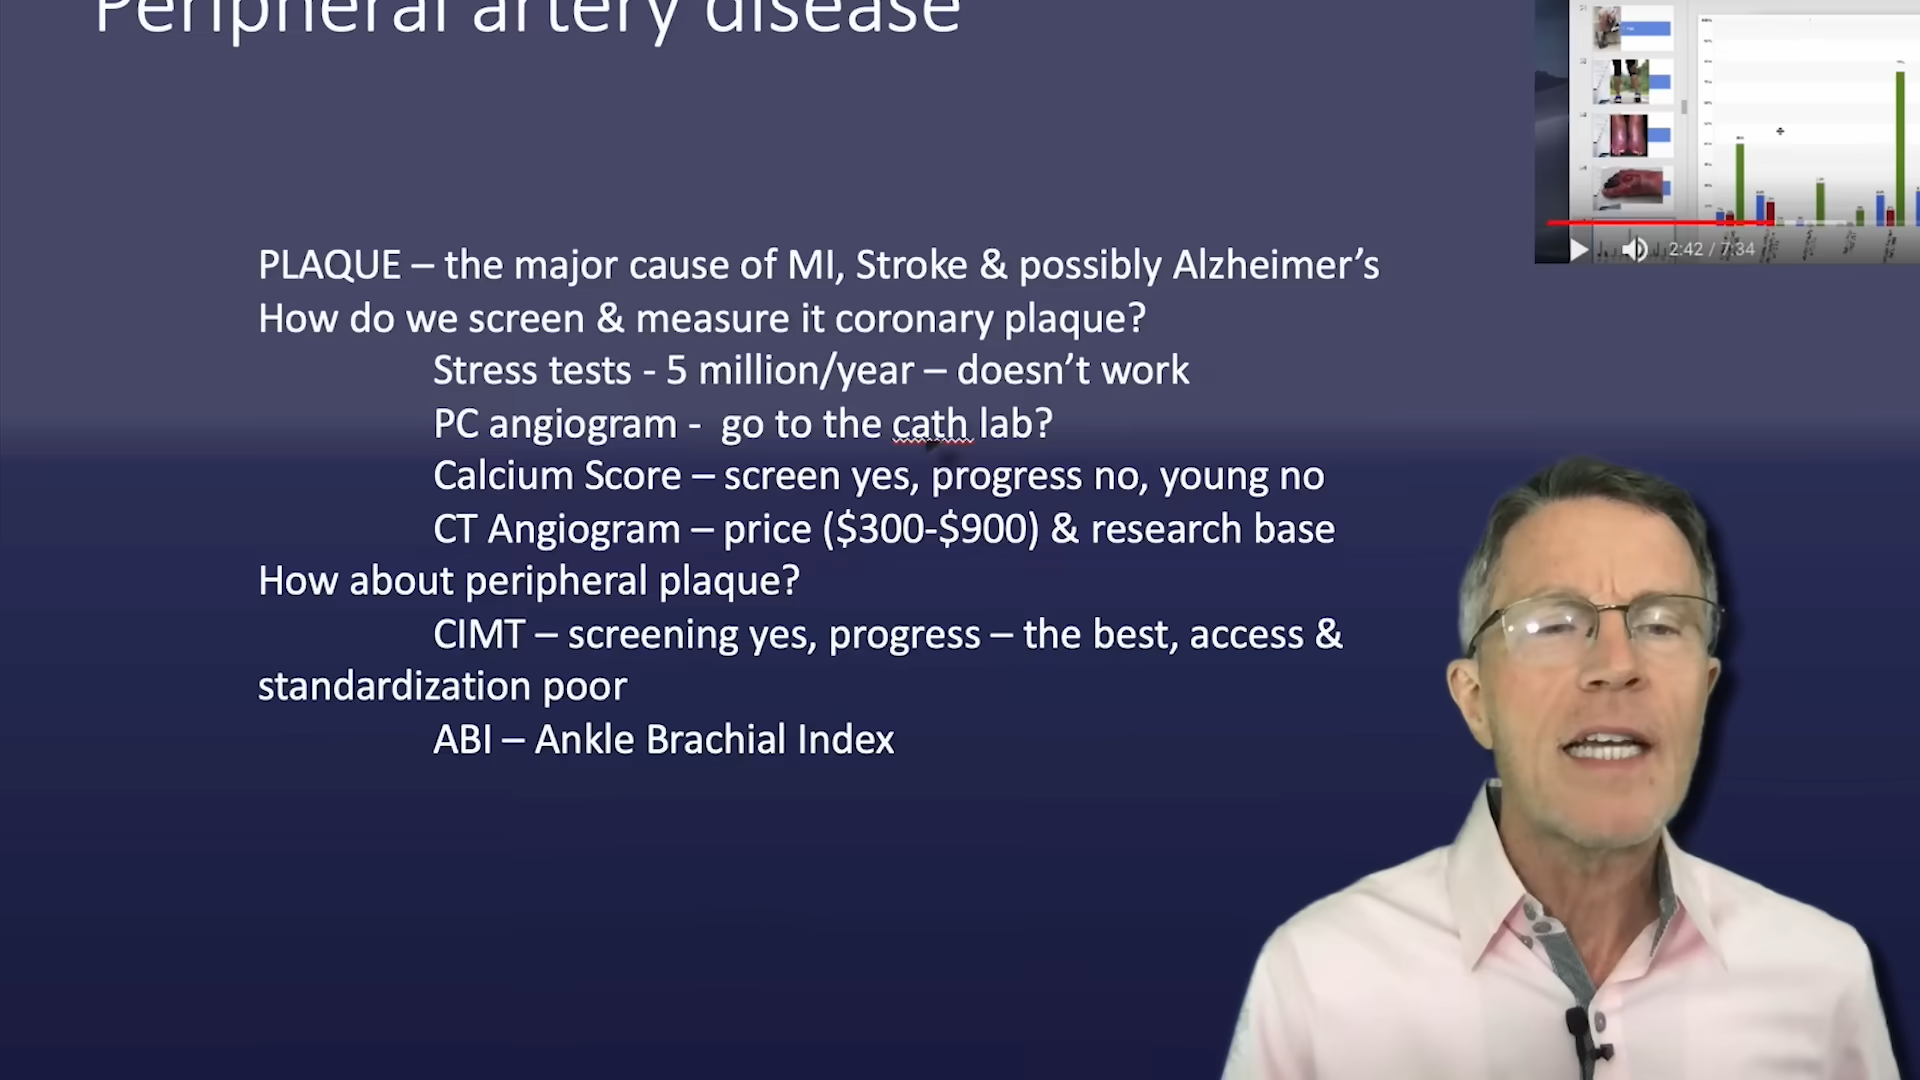 Peripheral artery disease
PLAQUE – the major cause of MI, Stroke & possibly Alzheimer’s
How do we screen & measure it coronary plaque?
Stress tests - 5 million/year – doesn’t work
PC angiogram -  go to the cath lab?
Calcium Score – screen yes, progress no, young no
CT Angiogram – price ($300-$900) & research base
How about peripheral plaque?
CIMT – screening yes, progress – the best, access &
standardization poor
ABI – Ankle Brachial Index
2:42 / 7:34